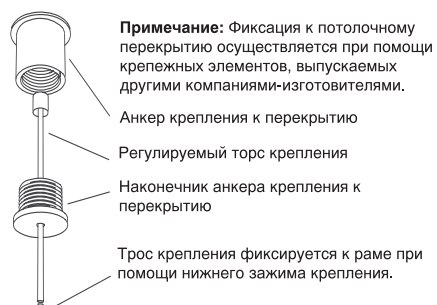 Примечание: Фиксация к потолочному
перекрытию осуществляется при помощи
крепежных элементов, выпускаемых
другими компаниями-изготовителями.
Анкер крепления к перекрытию
Регулируемый торс крепления
Наконечник анкера крепления к
перекрытию
Трос крепления фиксируется к раме при
помощи нижнего зажима крепления.